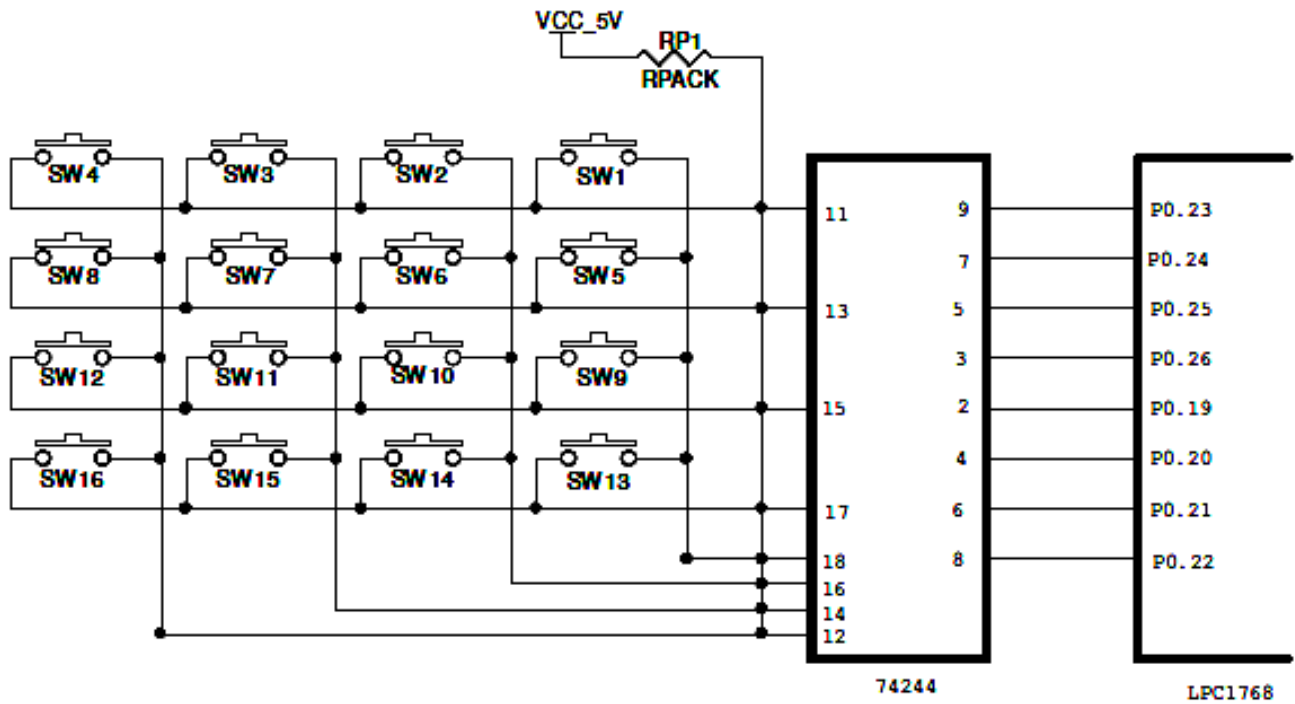 VCC_5V
RP1
RPACK
SW4 SW3 SW2 SW1
11 9 P0.23
SW8 SW7 SW6 SW5
7 P0.24
13 5 P0.25
SW12 SW11 SW10 SW9
3 P0.26
15 2 P0.19
SW16 SW15 SW14 SW13
4 P0.20
17 6 P0.21
18 8 P0.22
16
14
12
74244
LPC1768